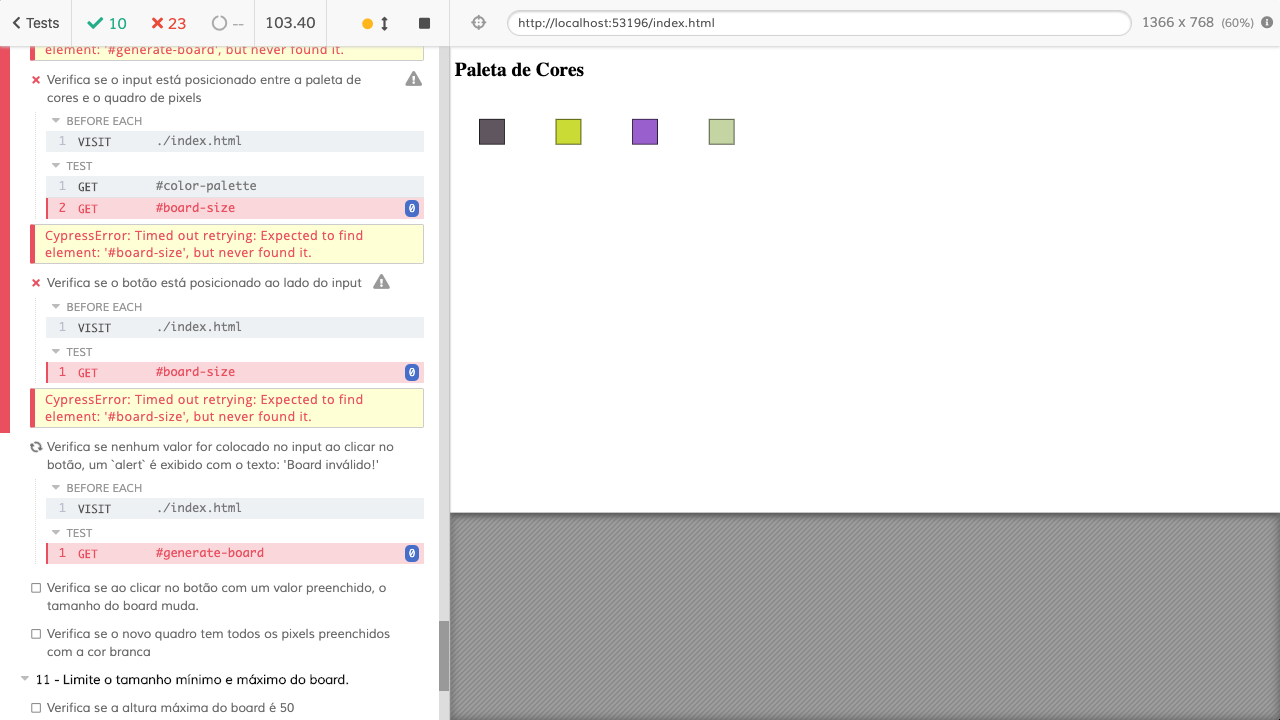 Tests 10 23 -- 103.40
http://localhost:53196/index.html 1366 x 768 (60%)
element: '#generate-board', but never found it.
Verifica se o input está posicionado entre a paleta de
cores e o quadro de pixels
BEFORE EACH
1 VISIT ./index.html
TEST
1 GET #color-palette
2 GET #board-size 0
CypressError: Timed out retrying: Expected to find
element: '#board-size', but never found it.
Verifica se o botão está posicionado ao lado do input
BEFORE EACH
1 VISIT ./index.html
TEST
1 GET #board-size 0
CypressError: Timed out retrying: Expected to find
element: '#board-size', but never found it.
Verifica se nenhum valor for colocado no input ao clicar no
botão, um `alert` é exibido com o texto: 'Board inválido!'
BEFORE EACH
1 VISIT ./index.html
TEST
1 GET #generate-board 0
Verifica se ao clicar no botão com um valor preenchido, o
tamanho do board muda.
Verifica se o novo quadro tem todos os pixels preenchidos
com a cor branca
11 - Limite o tamanho mínimo e máximo do board.
Verifica se a altura máxima do board é 50
Paleta de Cores